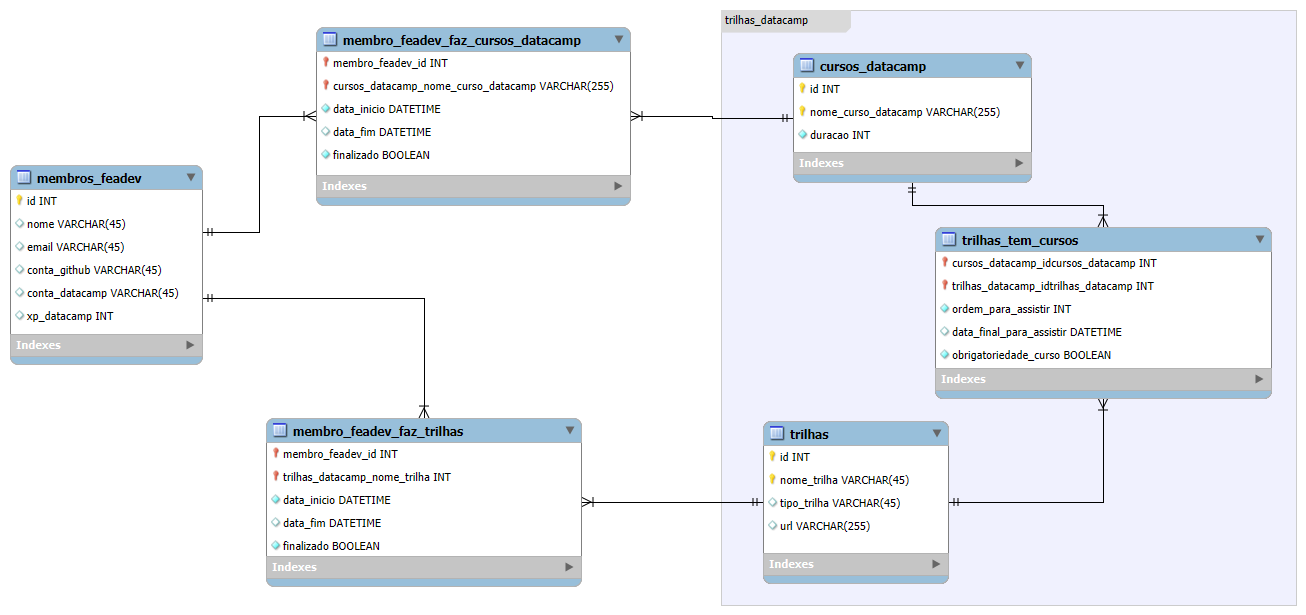 trilhas_datacamp
membro_feadev_faz_cursos_datacamp
membro_feadev_id INT
cursos_datacamp_nome_curso_datacamp VARCHAR(255)
data_inicio DATETIME
data_fim DATETIME
finalizado BOOLEAN
Indexes
cursos_datacamp
id INT
nome_curso_datacamp VARCHAR(255)
duracao INT
Indexes
membros_feadev
id INT
nome VARCHAR(45)
email VARCHAR(45)
conta_github VARCHAR(45)
conta_datacamp VARCHAR(45)
xp_datacamp INT
Indexes
trilhas_tem_cursos
cursos_datacamp_idcursos_datacamp INT
trilhas_datacamp_idtrilhas_datacamp INT
ordem_para_assistir INT
data_final_para_assistir DATETIME
obrigatoriedade_curso BOOLEAN
Indexes
membro_feadev_faz_trilhas
membro_feadev_id INT
trilhas_datacamp_nome_trilha INT
data_inicio DATETIME
data_fim DATETIME
finalizado BOOLEAN
Indexes
trilhas
id INT
nome_trilha VARCHAR(45)
tipo_trilha VARCHAR(45)
url VARCHAR(255)
Indexes